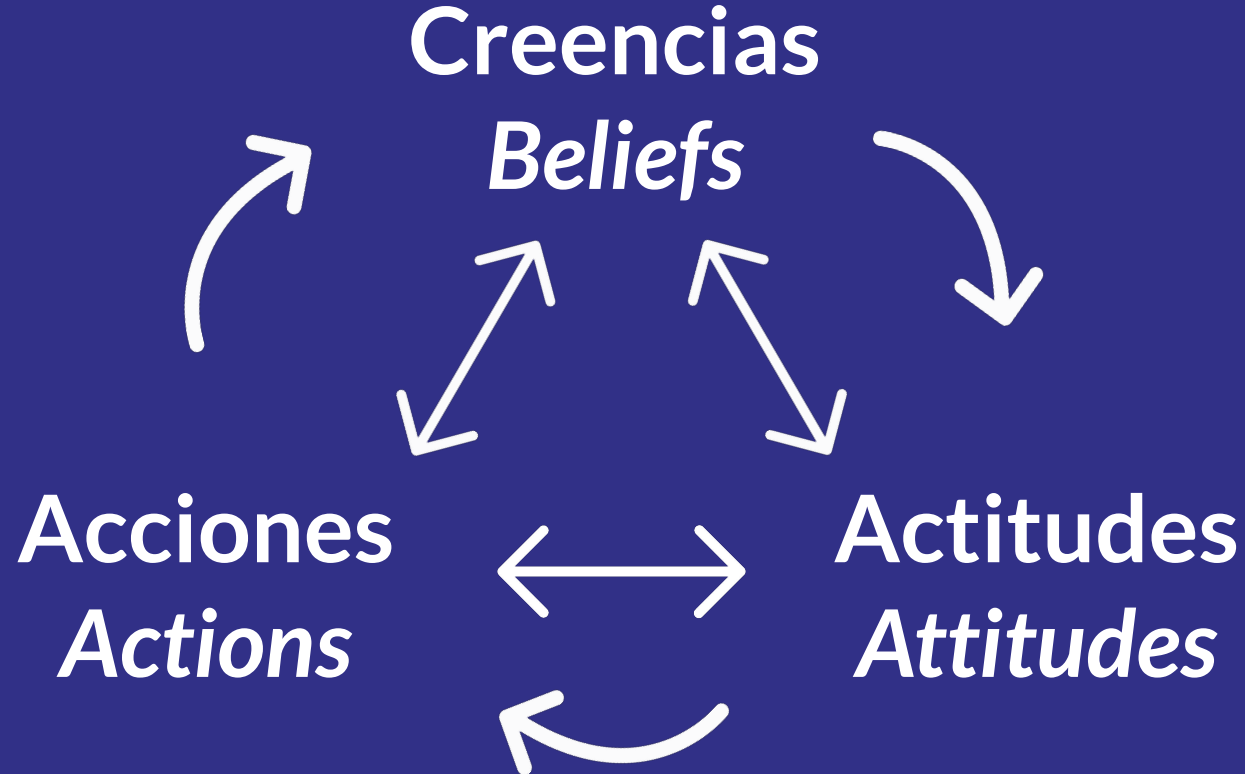 Creencias
Beliefs
Acciones
Actions
Actitudes
Attitudes